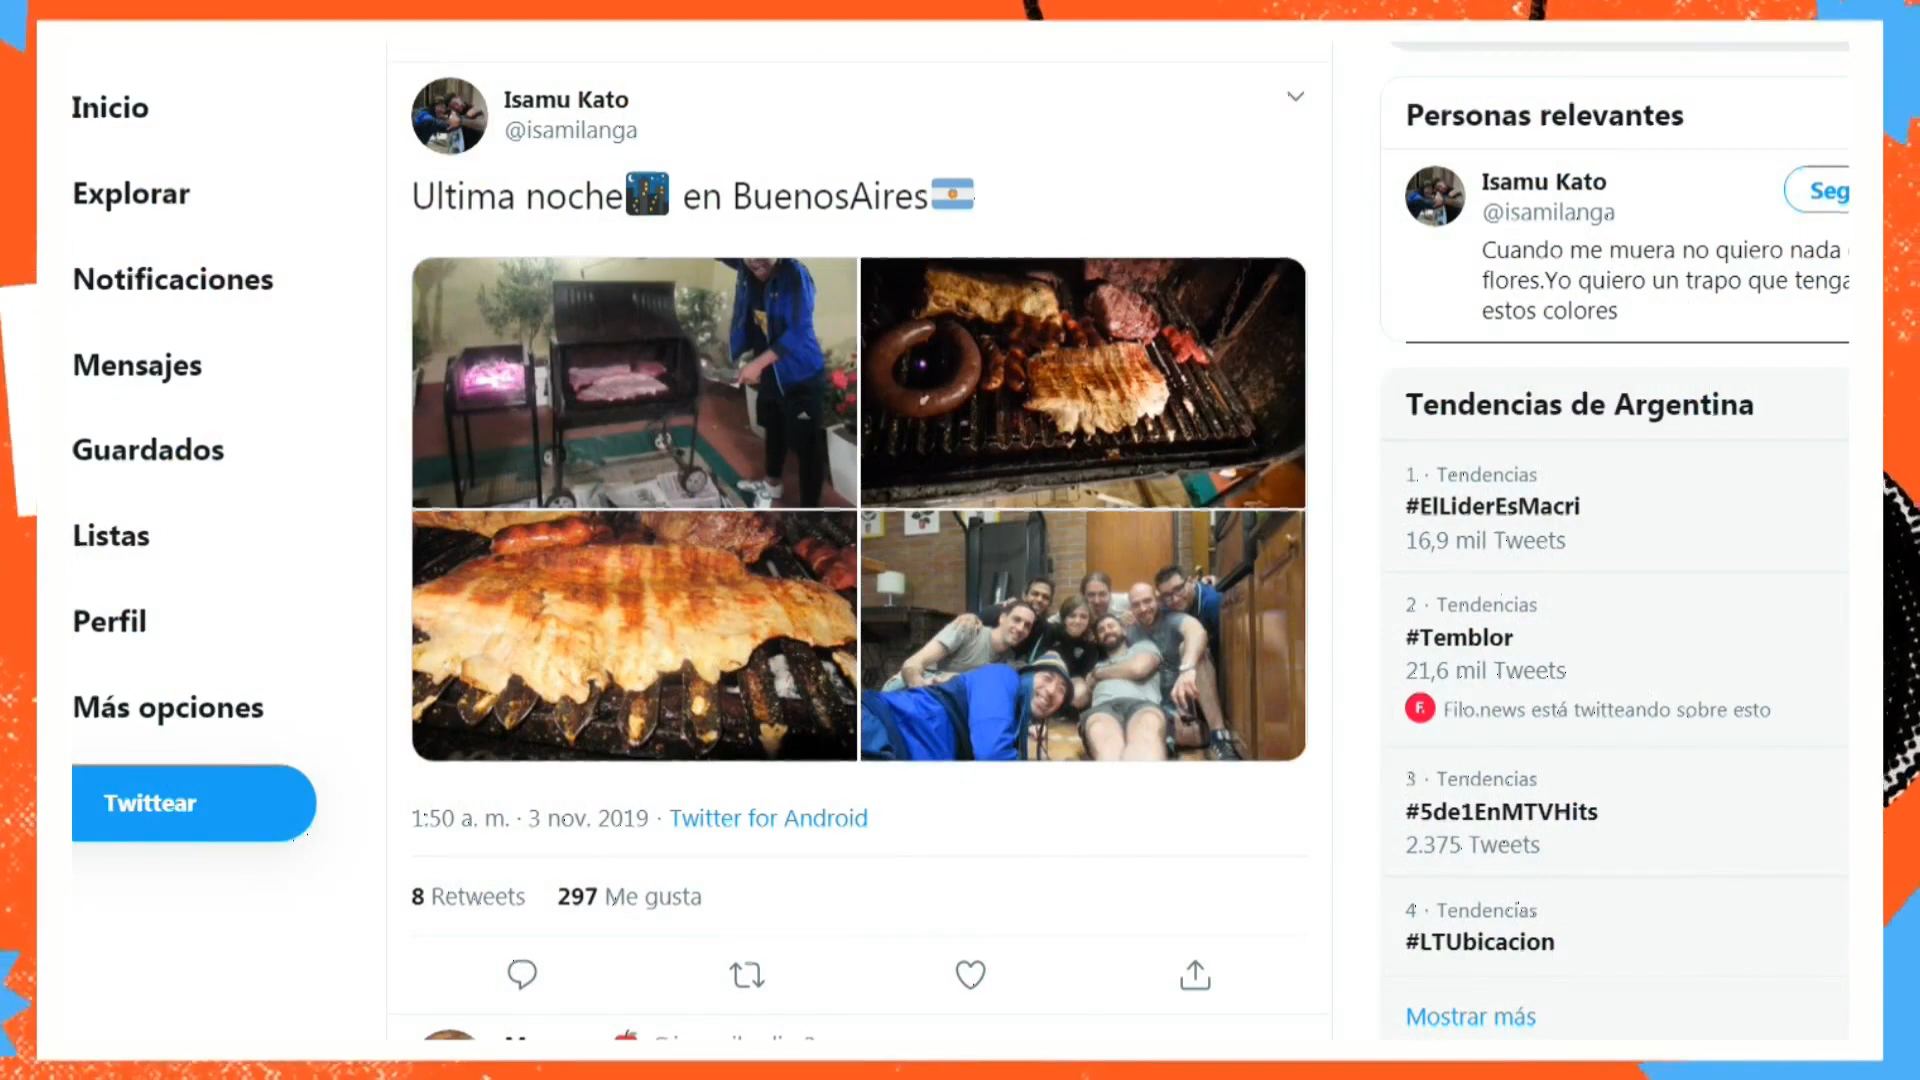 Inicio
Explorar
Notificaciones
Mensajes
Guardados
Listas
Perfil
Más opciones
Twittear
Isamu Kato
@isamilanga
Ultima noche en BuenosAires
1:50 a. m. · 3 nov. 2019 · Twitter for Android
8 Retweets 297 Me gusta
Personas relevantes
Isamu Kato
@isamilanga
Seg
Cuando me muera no quiero nada
flores.Yo quiero un trapo que tenga
estos colores
Tendencias de Argentina
1 · Tendencias
#ElLiderEsMacri
16,9 mil Tweets
2 · Tendencias
#Temblor
21,6 mil Tweets
F.
Filo.news está twitteando sobre esto
3 · Tendencias
#5de1EnMTVHits
2.375 Tweets
4 · Tendencias
#LTUbicacion
Mostrar más